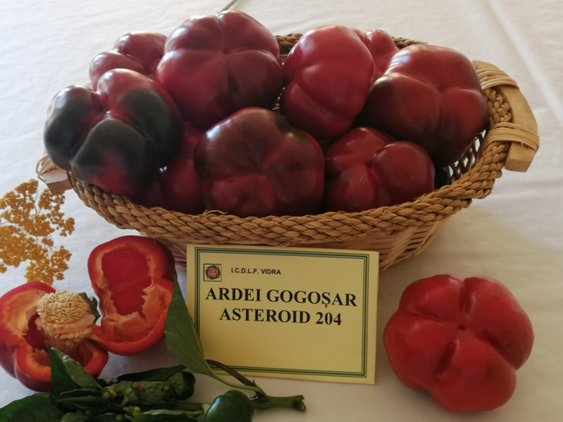 I.C.D.L.F. VIDRA
ARDEI GOGOȘAR
ASTEROID 204